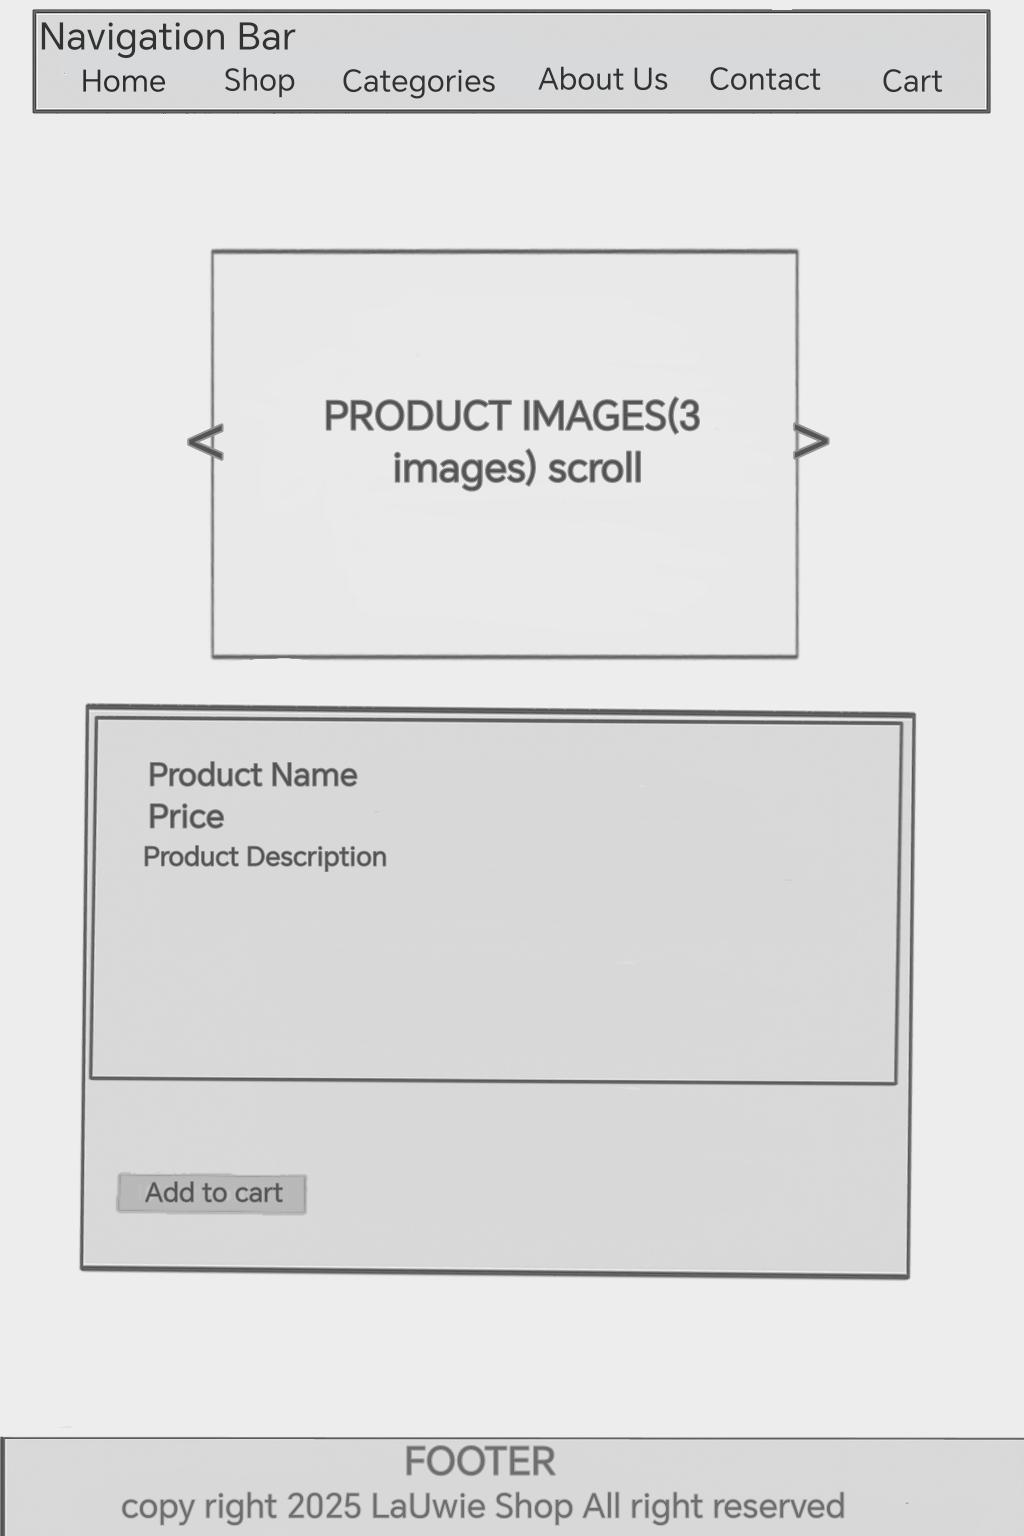 Navigation Bar
Home Shop Categories About Us Contact Cart
PRODUCT IMAGES(3
images) scroll
<
>
Product Name
Price
Product Description
Add to cart
FOOTER
copy right 2025 LaUwie Shop All right reserved